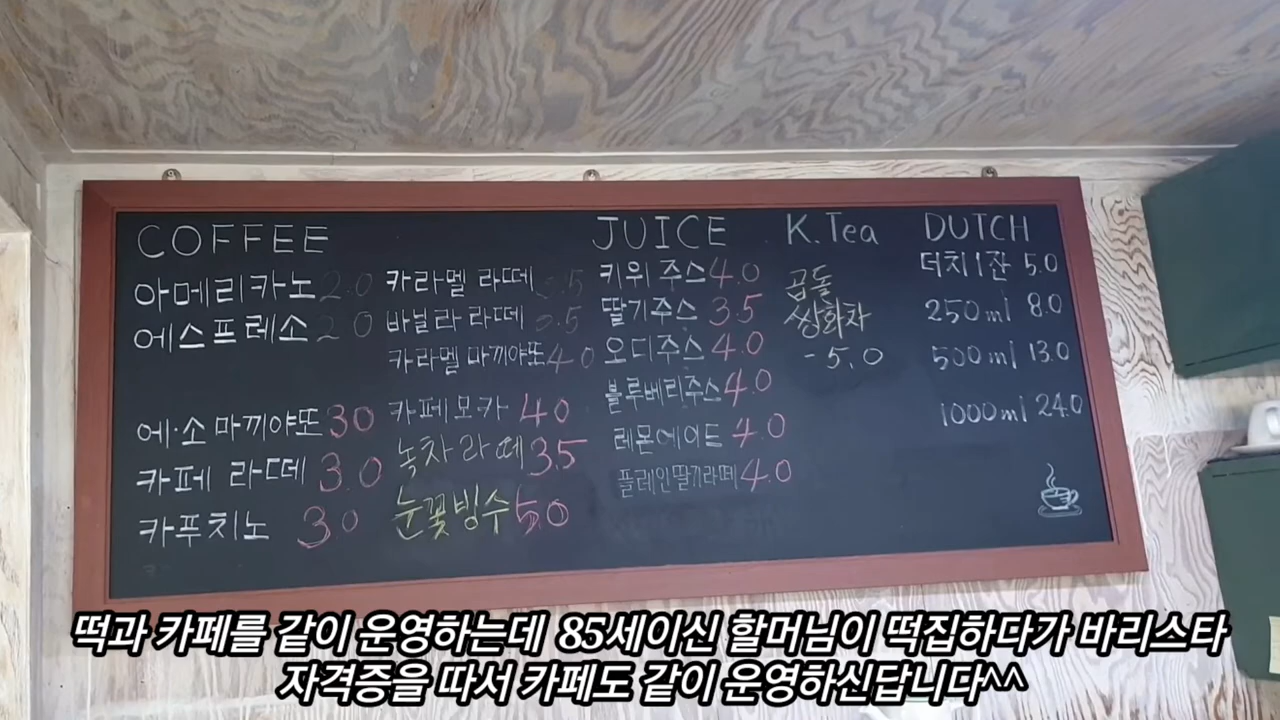 COFFEE
아메리카노 2.0
에스프레소 2.0
에·소 마끼야또 3.0
카페 라떼 3.0
카푸치노 3.0
카라멜 라떼 3.5
바닐라 라떼 3.5
카라멜 마끼야또 4.0
카페모카 4.0
녹차라떼 3.5
눈꽃빙수 5.0
JUICE
키위 주스 4.0
딸기주스 3.5
오디주스 4.0
블루베리주스 4.0
레몬에이드 4.0
플레인딸기라떼 4.0
K.Tea
곰돌
쌍화차
- 5.0
DUTCH
더치 1잔 5.0
250ml 8.0
500ml 13.0
1000ml 24.0
떡과 카페를 같이 운영하는데 85세이신 할머님이 떡집하다가 바리스타
자격증을 따서 카페도 같이 운영하신답니다^^